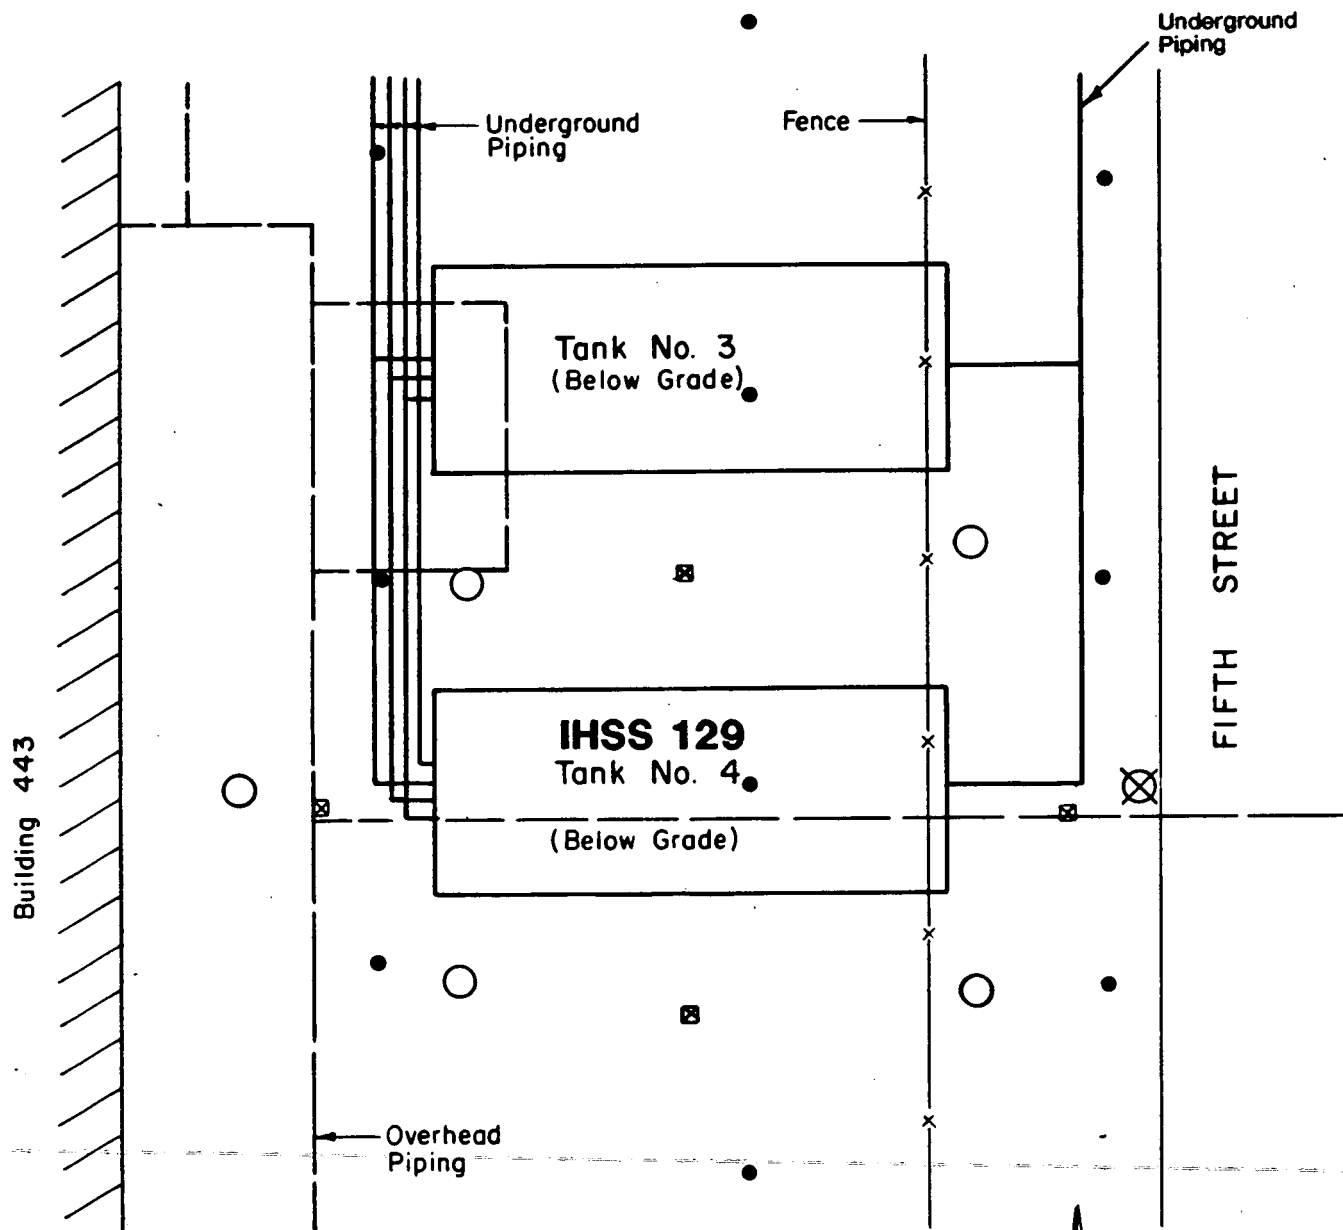 Underground
Piping
Underground
Piping
Fence
Tank No. 3
(Below Grade)
FIFTH STREET
IHSS 129
Tank No. 4
(Below Grade)
Building 443
Overhead
Piping